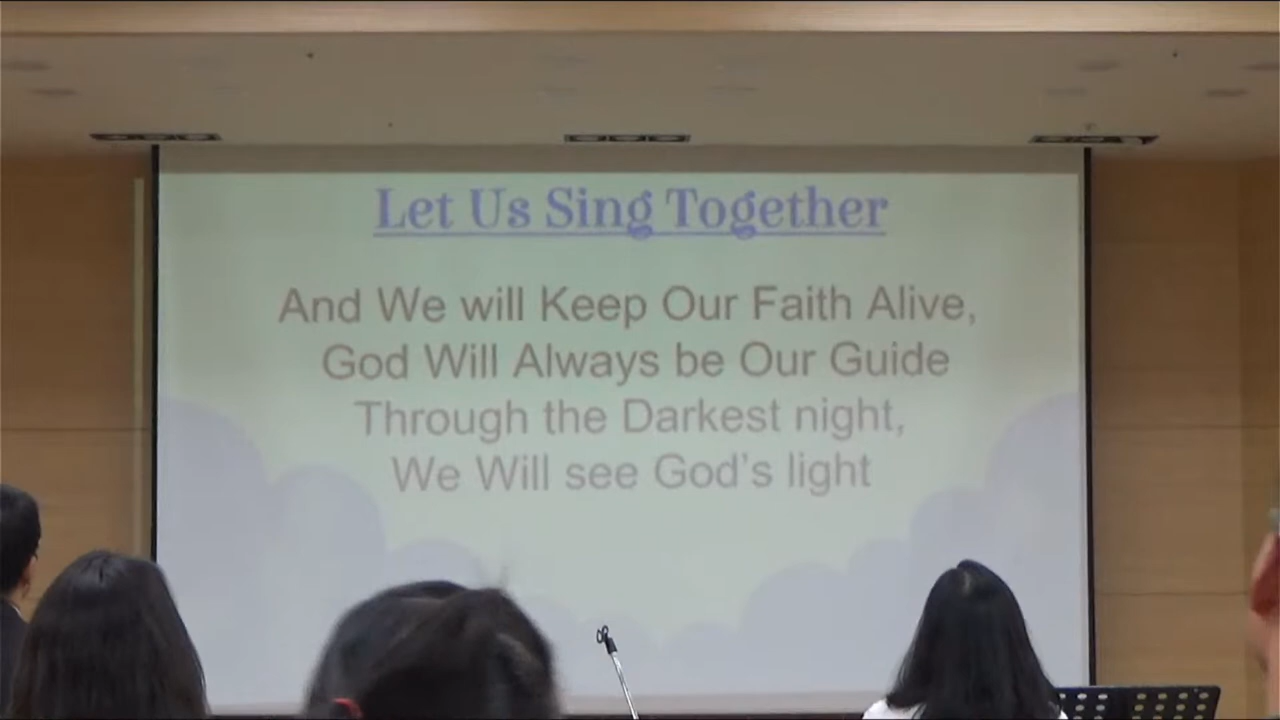 Let Us Sing Together
And We will Keep Our Faith Alive,
God Will Always be Our Guide
Through the Darkest night,
We Will see God's light